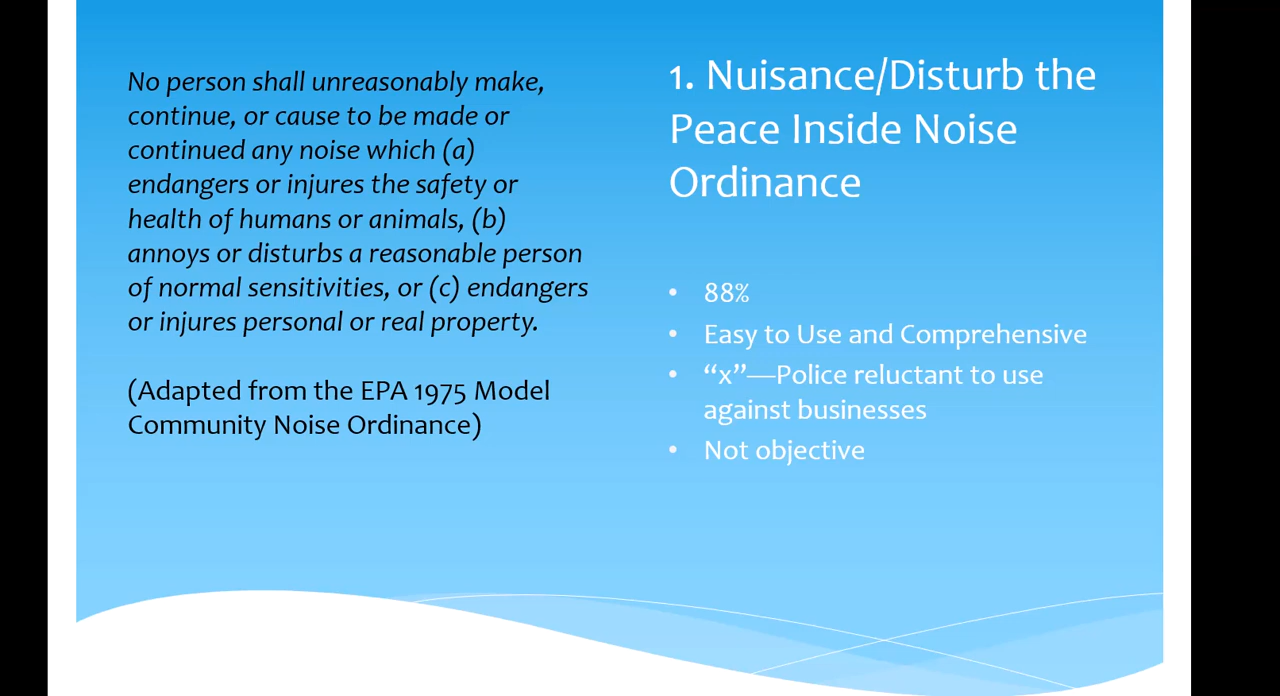 No person shall unreasonably make,
continue, or cause to be made or
continued any noise which (a)
endangers or injures the safety or
health of humans or animals, (b)
annoys or disturbs a reasonable person
of normal sensitivities, or (c) endangers
or injures personal or real property.
(Adapted from the EPA 1975 Model
Community Noise Ordinance)
1. Nuisance/Disturb the
Peace Inside Noise
Ordinance
• 88%
• Easy to Use and Comprehensive
• “x”—Police reluctant to use
against businesses
• Not objective